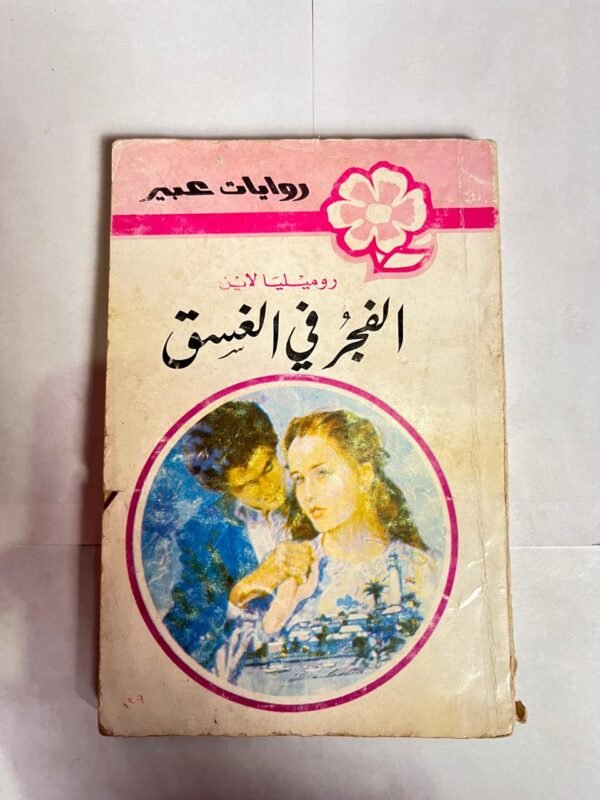 روايات عبير
روميليا لاين
الفجرُ في الغسق